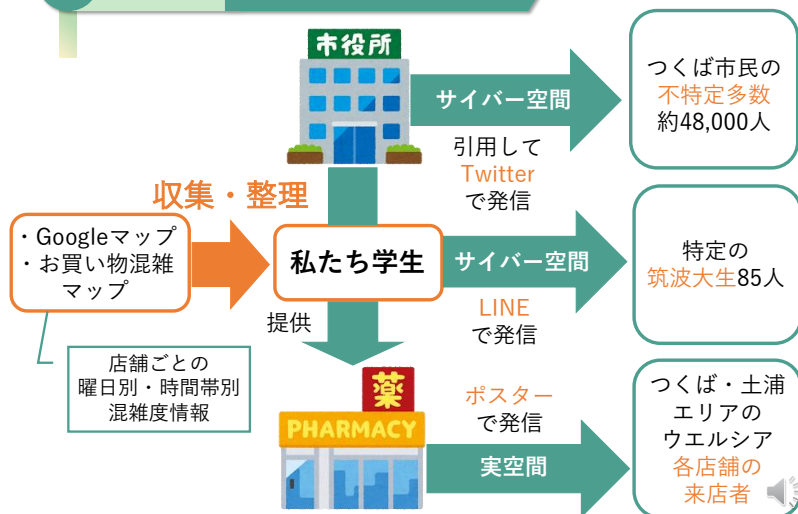 市役所
サイバー空間
つくば市民の
不特定多数
約48,000人
引用して
Twitter
で発信
収集・整理
・Googleマップ
・お買い物混雑
マップ
私たち学生
サイバー空間
特定の
筑波大生85人
提供
LINE
で発信
店舗ごとの
曜日別・時間帯別
混雑度情報
薬
PHARMACY
ポスター
で発信
実空間
つくば・土浦
エリアの
ウエルシア
各店舗の
来店者